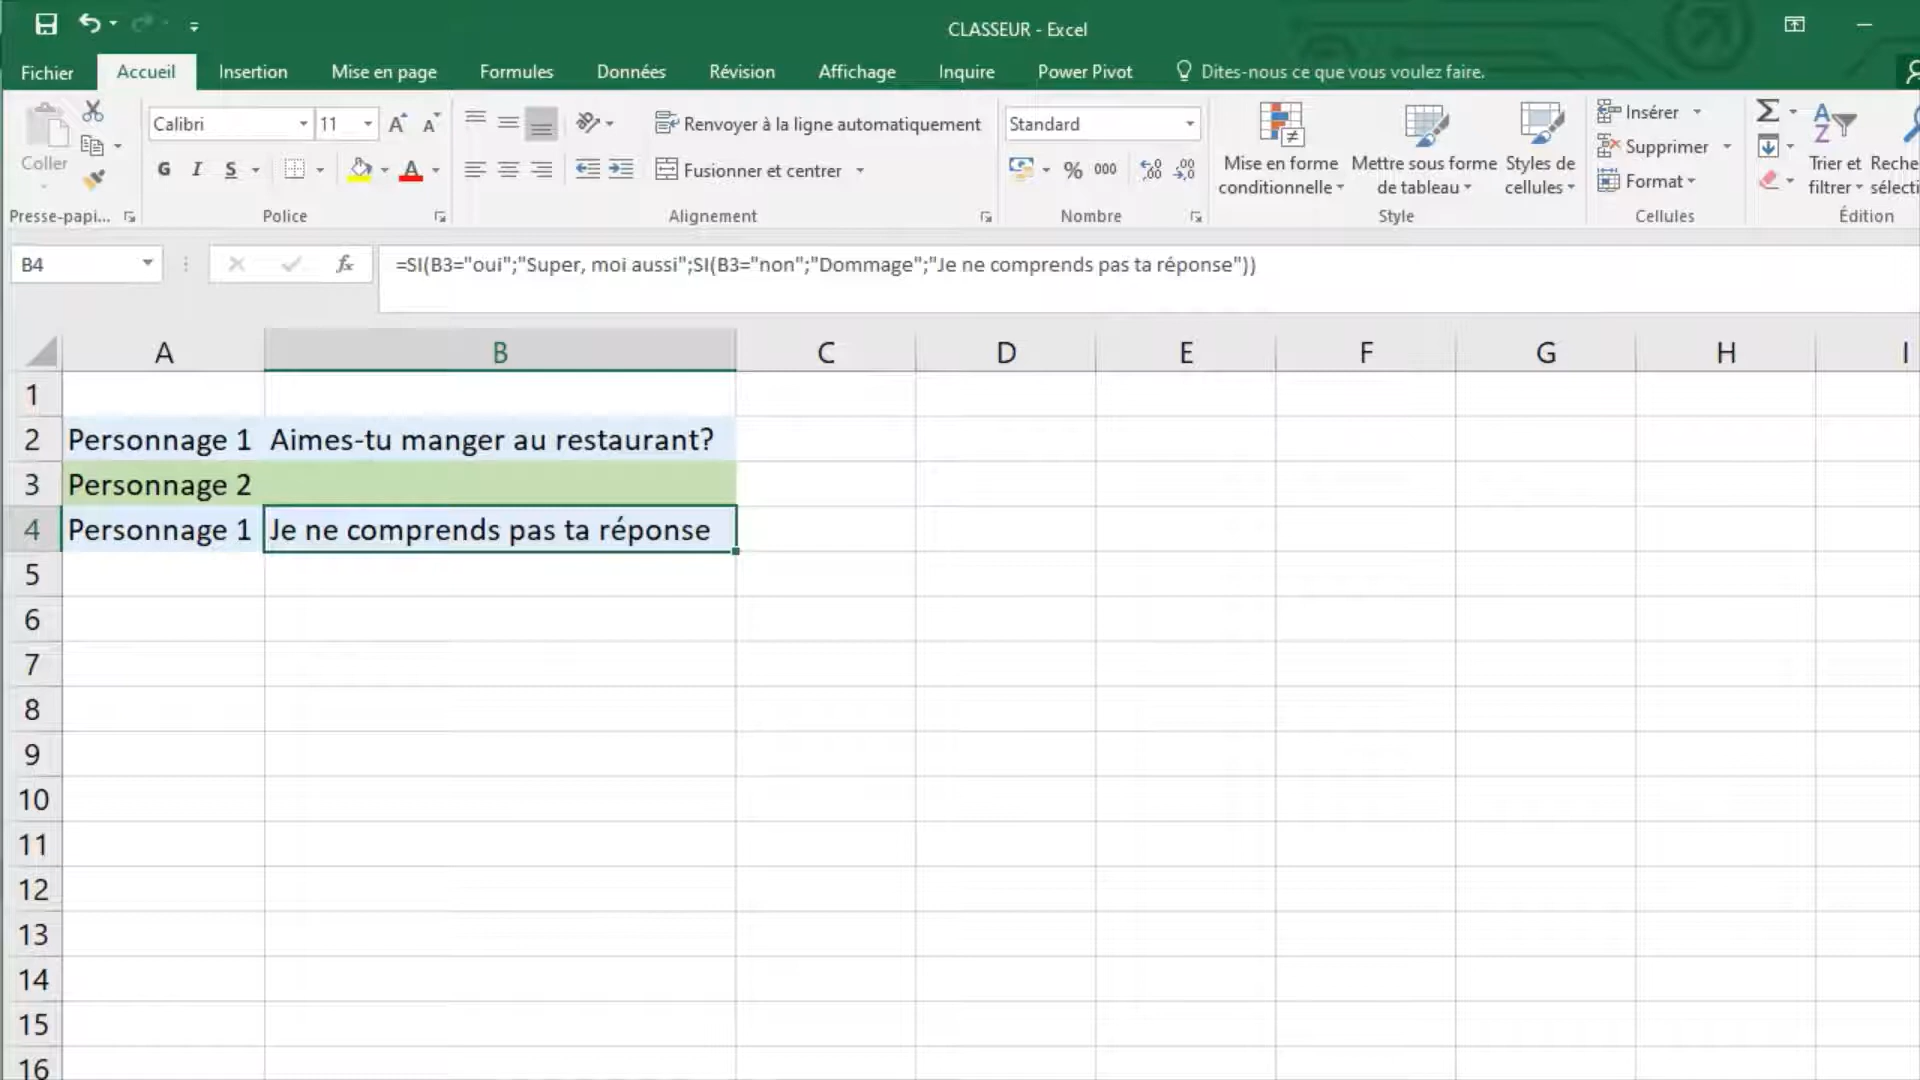 CLASSEUR - Excel
Fichier Accueil Insertion Mise en page Formules Données Révision Affichage Inquire Power Pivot Dites-nous ce que vous voulez faire.
Calibri 11 A A Renvoyer à la ligne automatiquement Standard Insérer
Coller Mise en forme conditionnelle Mettre sous forme de tableau Styles de cellules Supprimer Trier et filtrer
G I S A Fusionner et centrer % 000 Format
Presse-papi... Police Alignement Nombre Style Cellules Édition
B4 fx =SI(B3="oui";"Super, moi aussi";SI(B3="non";"Dommage";"Je ne comprends pas ta réponse"))
A B C D E F G H I
1
2 Personnage 1 Aimes-tu manger au restaurant?
3 Personnage 2
4 Personnage 1 Je ne comprends pas ta réponse
5
6
7
8
9
10
11
12
13
14
15
16